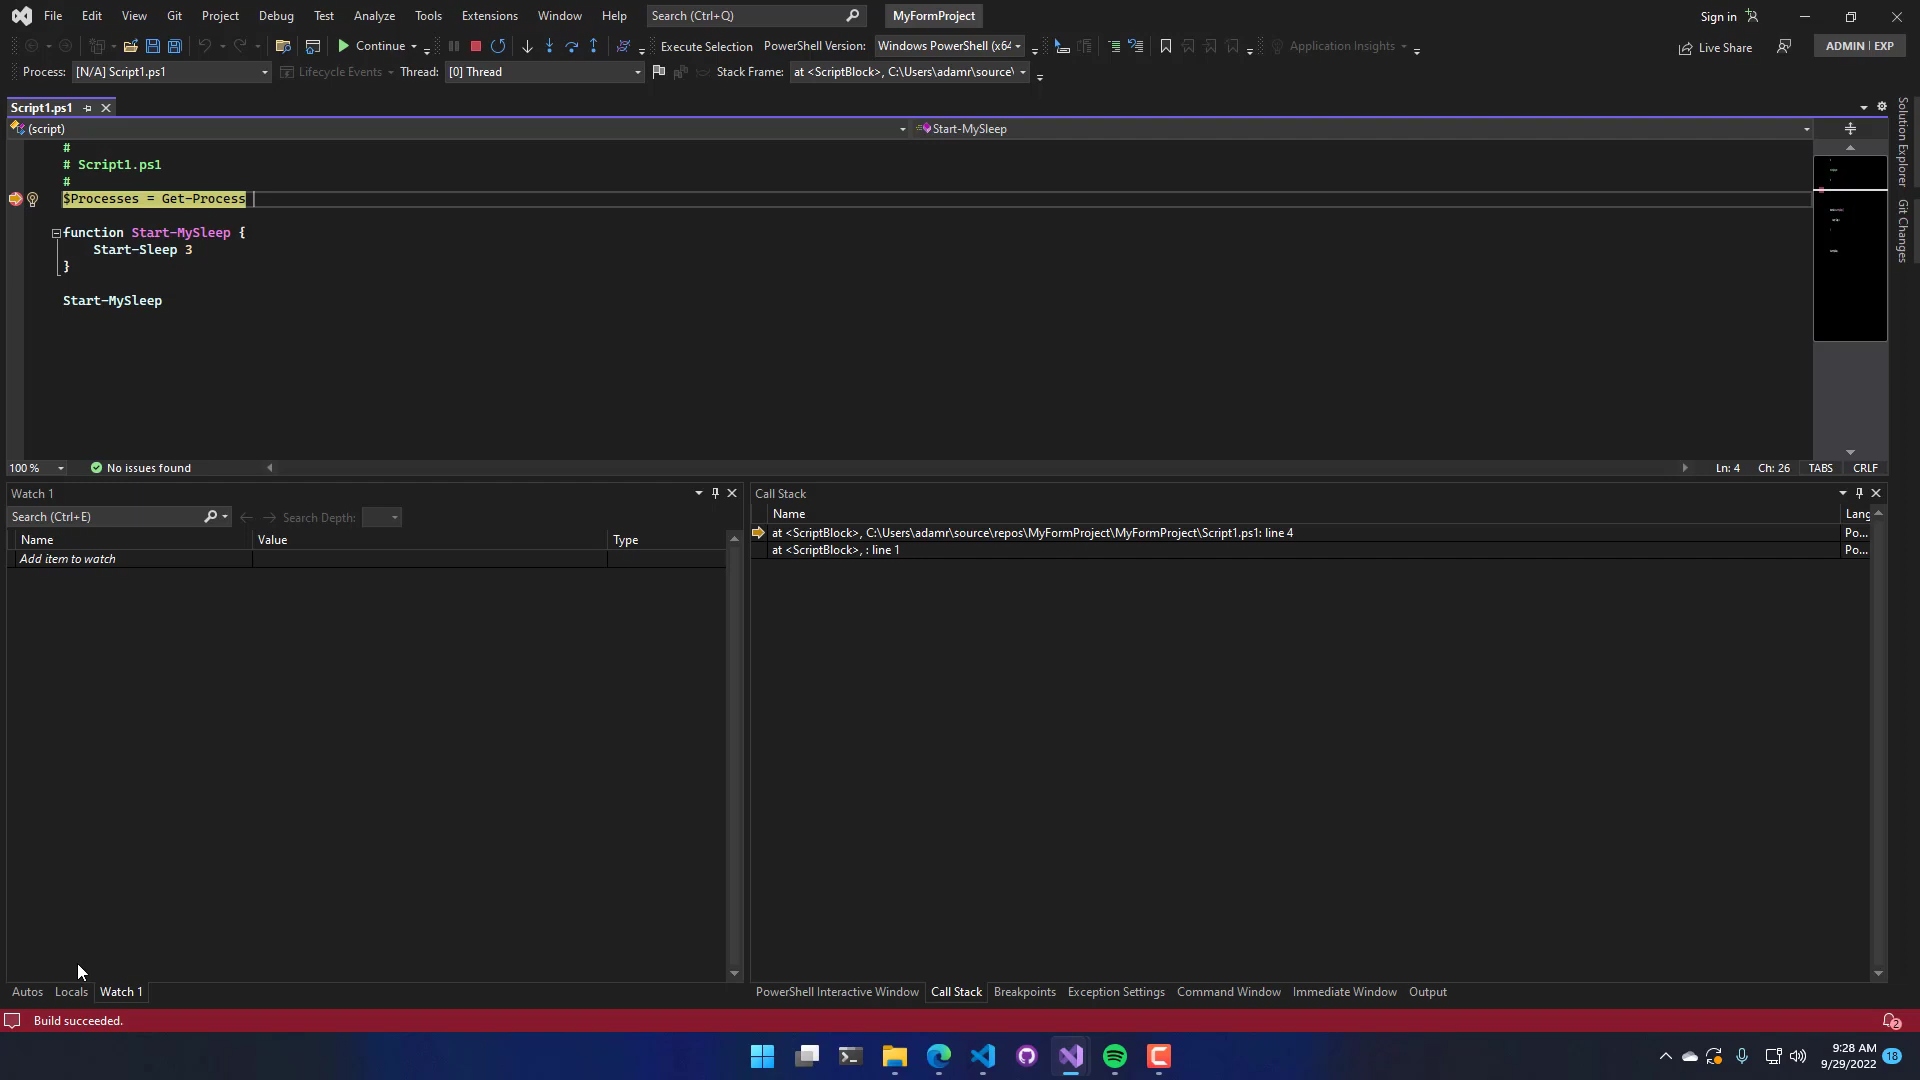 File Edit View Git Project Debug Test Analyze Tools Extensions Window Help Search (Ctrl+Q) MyFormProject Sign in
Continue Execute Selection PowerShell Version: Windows PowerShell (x64 Application Insights Live Share ADMIN | EXP
Process: [N/A] Script1.ps1 Lifecycle Events Thread: [0] Thread Stack Frame: at <ScriptBlock>, C:\Users\adamr\source\
Script1.ps1
(script) Start-MySleep
#
# Script1.ps1
#
$Processes = Get-Process
function Start-MySleep {
Start-Sleep 3
}
Start-MySleep
Solution Explorer
Git Changes
100 % No issues found Ln: 4 Ch: 26 TABS CRLF
Watch 1
Search (Ctrl+E) Search Depth:
Name Value Type
Add item to watch
Autos Locals Watch 1
Call Stack
Name Lang
at <ScriptBlock>, C:\Users\adamr\source\repos\MyFormProject\MyFormProject\Script1.ps1: line 4 Po...
at <ScriptBlock>, : line 1 Po...
PowerShell Interactive Window Call Stack Breakpoints Exception Settings Command Window Immediate Window Output
Build succeeded. 2
9:28 AM
9/29/2022 18